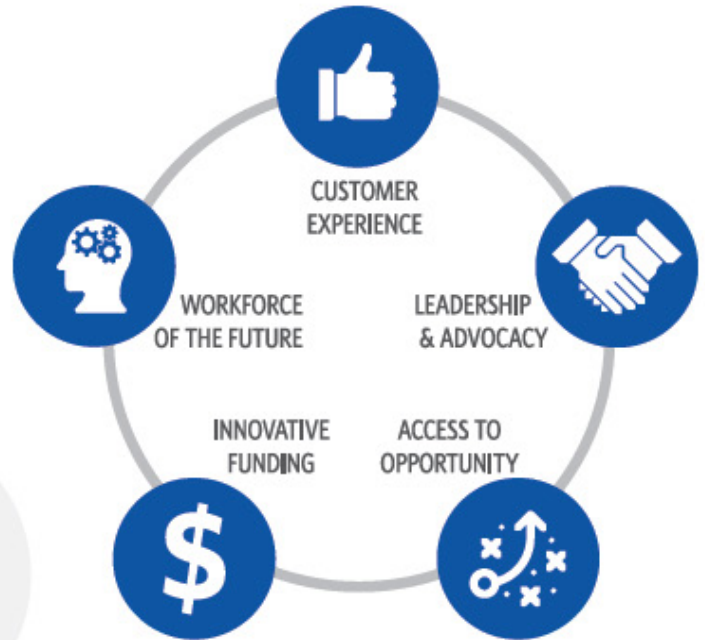 CUSTOMER
EXPERIENCE
WORKFORCE
OF THE FUTURE
LEADERSHIP
& ADVOCACY
INNOVATIVE
FUNDING
ACCESS TO
OPPORTUNITY
$